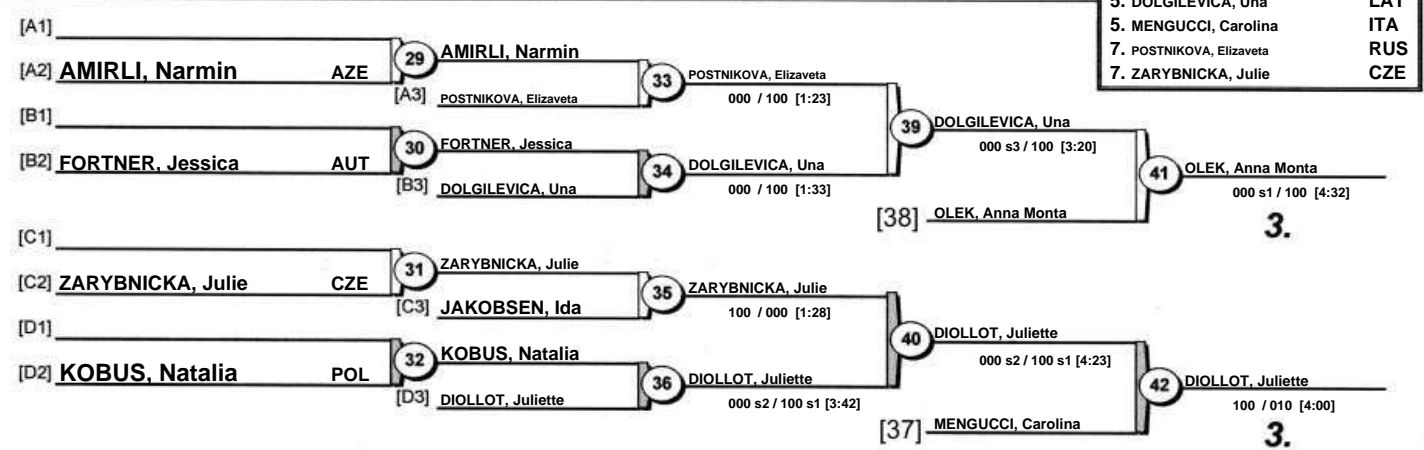 5. DOLGILEVICA, Una LAT
5. MENGUCCI, Carolina ITA
7. POSTNIKOVA, Elizaveta RUS
7. ZARYBNICKA, Julie CZE
[A1]
[A2] AMIRLI, Narmin AZE
29
AMIRLI, Narmin
[A3] POSTNIKOVA, Elizaveta
33
POSTNIKOVA, Elizaveta
000 / 100 [1:23]
[B1]
[B2] FORTNER, Jessica AUT
30
FORTNER, Jessica
[B3] DOLGILEVICA, Una
34
DOLGILEVICA, Una
000 / 100 [1:33]
39
DOLGILEVICA, Una
000 s3 / 100 [3:20]
[38] OLEK, Anna Monta
41
OLEK, Anna Monta
000 s1 / 100 [4:32]
3.
[C1]
[C2] ZARYBNICKA, Julie CZE
31
ZARYBNICKA, Julie
[C3] JAKOBSEN, Ida
35
ZARYBNICKA, Julie
100 / 000 [1:28]
[D1]
[D2] KOBUS, Natalia POL
32
KOBUS, Natalia
[D3] DIOLLOT, Juliette
36
DIOLLOT, Juliette
000 s2 / 100 s1 [3:42]
40
DIOLLOT, Juliette
000 s2 / 100 s1 [4:23]
[37] MENGUCCI, Carolina
42
DIOLLOT, Juliette
100 / 010 [4:00]
3.